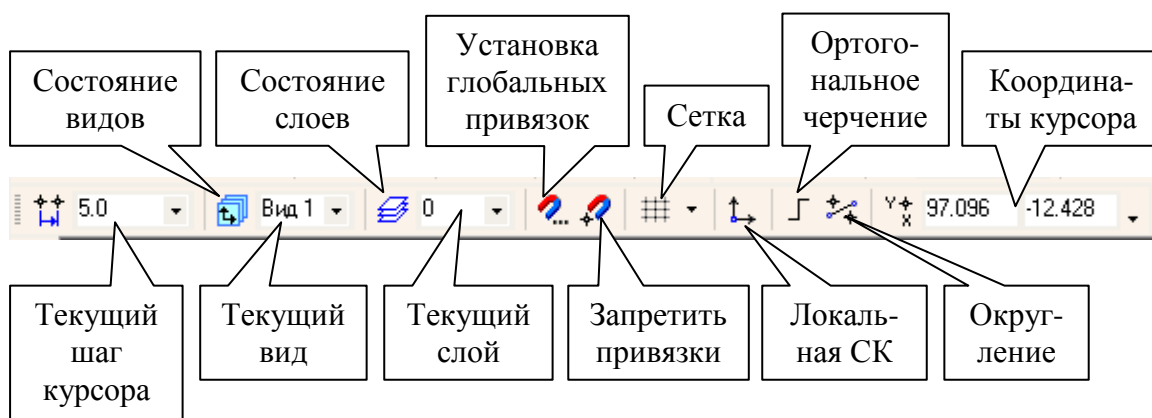 Состояние
видов
Состояние
слоев
Установка
глобальных
привязок
Сетка
Ортого-
нальное
черчение
Координа-
ты курсора
5.0
Вид 1
0
Y
X
97.096
-12.428
Текущий
шаг
курсора
Текущий
вид
Текущий
слой
Запретить
привязки
Локаль-
ная СК
Округ-
ление